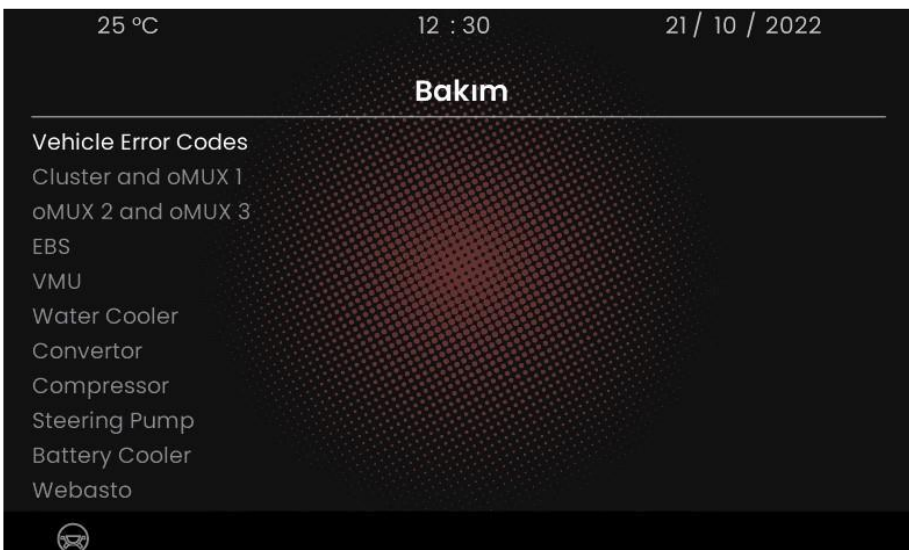 25 °C 12 : 30 21 / 10 / 2022
Bakım
Vehicle Error Codes
Cluster and oMUX 1
oMUX 2 and oMUX 3
EBS
VMU
Water Cooler
Convertor
Compressor
Steering Pump
Battery Cooler
Webasto